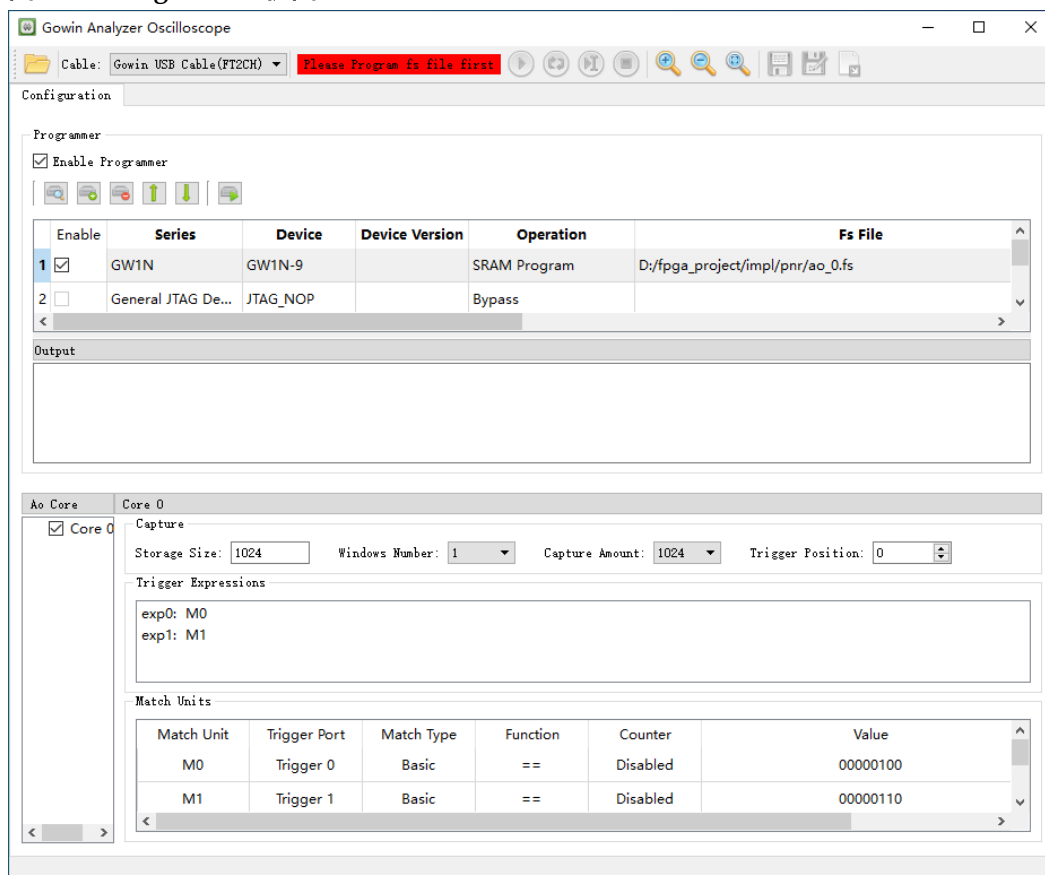 Gowin Analyzer Oscilloscope
Cable: Gowin USB Cable(FT2CH) Please Program fs file first
Configuration
Programmer
Enable Programmer
Enable Series Device Device Version Operation Fs File
1 GW1N GW1N-9 SRAM Program D:/fpga_project/impl/pnr/ao_0.fs
2 General JTAG De... JTAG_NOP Bypass
Output
Ao Core Core 0
Core 0
Capture
Storage Size: 1024 Windows Number: 1 Capture Amount: 1024 Trigger Position: 0
Trigger Expressions
exp0: M0
exp1: M1
Match Units
Match Unit Trigger Port Match Type Function Counter Value
M0 Trigger 0 Basic == Disabled 00000100
M1 Trigger 1 Basic == Disabled 00000110